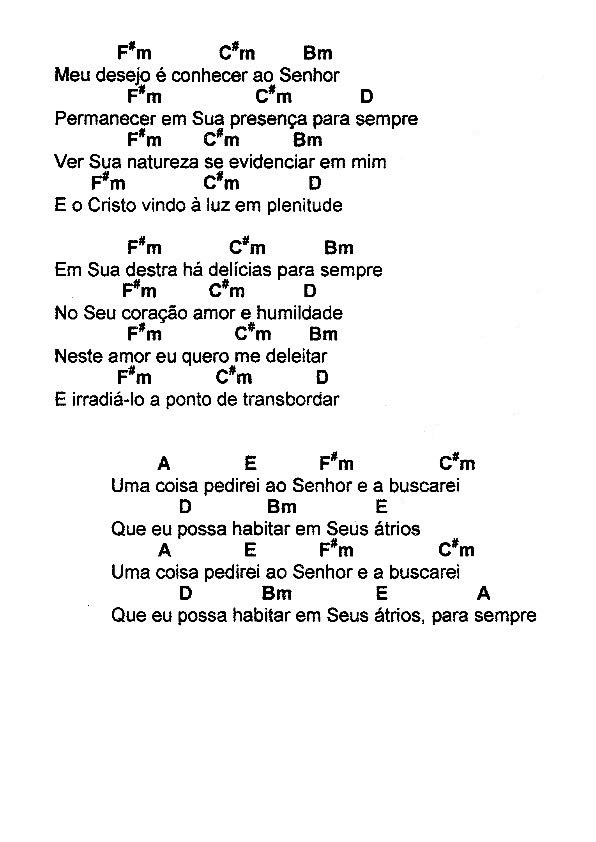 F#m C#m Bm
Meu desejo é conhecer ao Senhor
F#m C#m D
Permanecer em Sua presença para sempre
F#m C#m Bm
Ver Sua natureza se evidenciar em mim
F#m C#m D
E o Cristo vindo à luz em plenitude
F#m C#m Bm
Em Sua destra há delícias para sempre
F#m C#m D
No Seu coração amor e humildade
F#m C#m Bm
Neste amor eu quero me deleitar
F#m C#m D
E irradiá-lo a ponto de transbordar
A E F#m C#m
Uma coisa pedirei ao Senhor e a buscarei
D Bm E
Que eu possa habitar em Seus átrios
A E F#m C#m
Uma coisa pedirei ao Senhor e a buscarei
D Bm E A
Que eu possa habitar em Seus átrios, para sempre